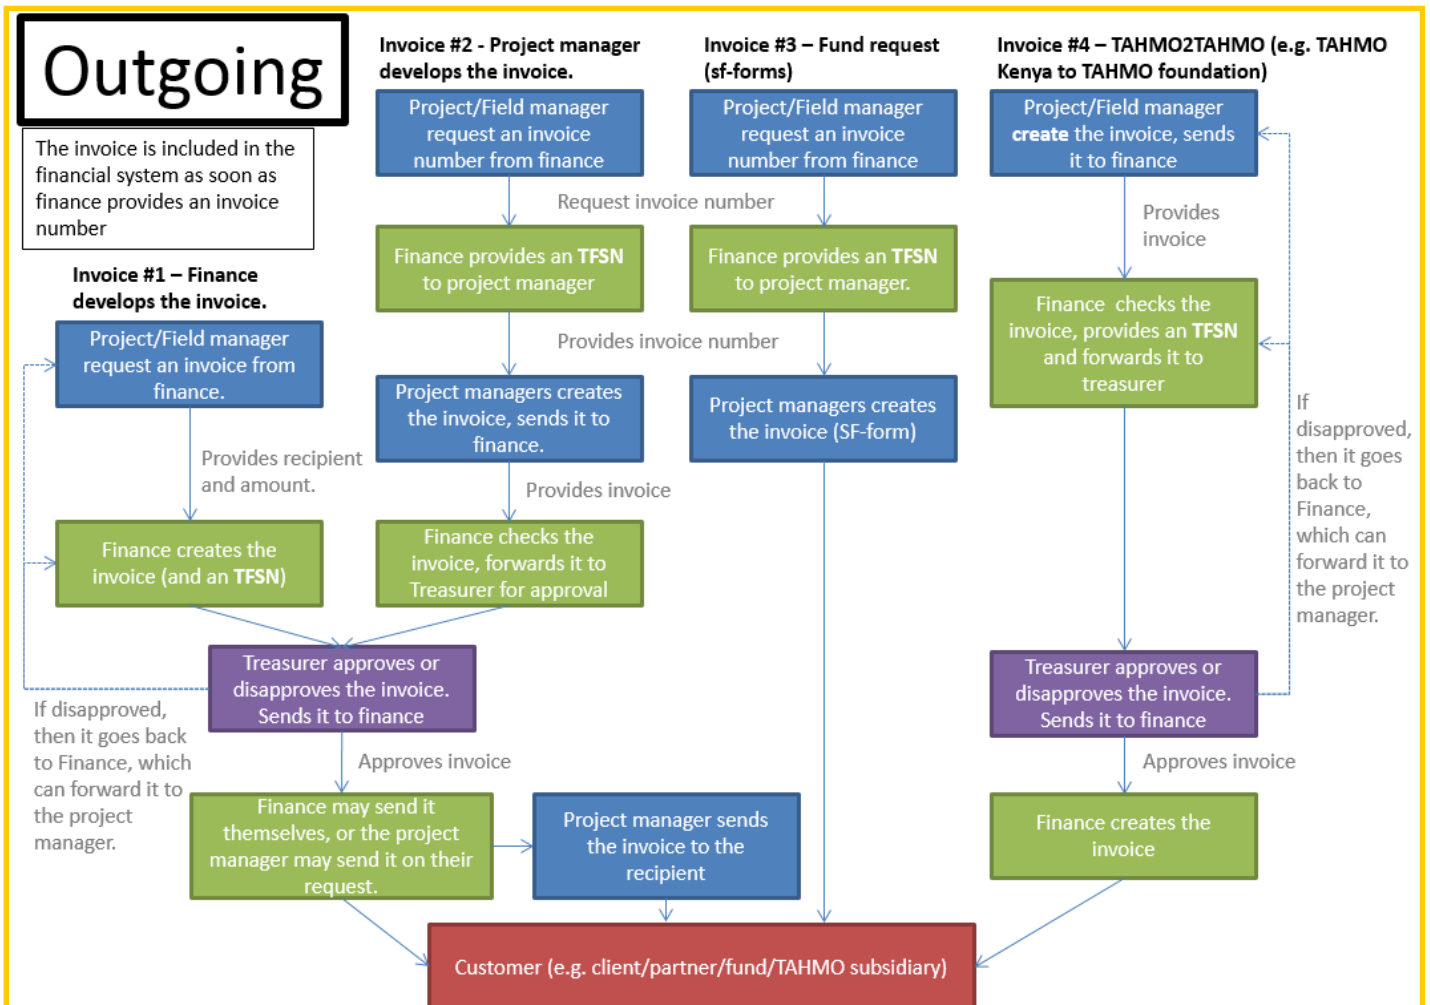 Outgoing
The invoice is included in the
financial system as soon as
finance provides an invoice
number
Invoice #1 – Finance
develops the invoice.
Project/Field manager
request an invoice from
finance.
Provides recipient
and amount.
Finance creates the
invoice (and an TFSN)
Invoice #2 - Project manager
develops the invoice.
Project/Field manager
request an invoice
number from finance
Request invoice number
Finance provides an TFSN
to project manager
Provides invoice number
Project managers creates
the invoice, sends it to
finance.
Provides invoice
Finance checks the
invoice, forwards it to
Treasurer for approval
Treasurer approves or
disapproves the invoice.
Sends it to finance
If disapproved,
then it goes back
to Finance, which
can forward it to
the project
manager.
Approves invoice
Finance may send it
themselves, or the project
manager may send it on their
request.
Project manager sends
the invoice to the
recipient
Invoice #3 – Fund request
(sf-forms)
Project/Field manager
request an invoice
number from finance
Finance provides an TFSN
to project manager.
Project managers creates
the invoice (SF-form)
Invoice #4 – TAHMO2TAHMO (e.g. TAHMO
Kenya to TAHMO foundation)
Project/Field manager
create the invoice, sends
it to finance
Provides
invoice
Finance  checks the
invoice, provides an TFSN
and forwards it to
treasurer
If
disapproved,
then it goes
back to
Finance,
which can
forward it to
the project
manager.
Treasurer approves or
disapproves the invoice.
Sends it to finance
Approves invoice
Finance creates the
invoice
Customer (e.g. client/partner/fund/TAHMO subsidiary)